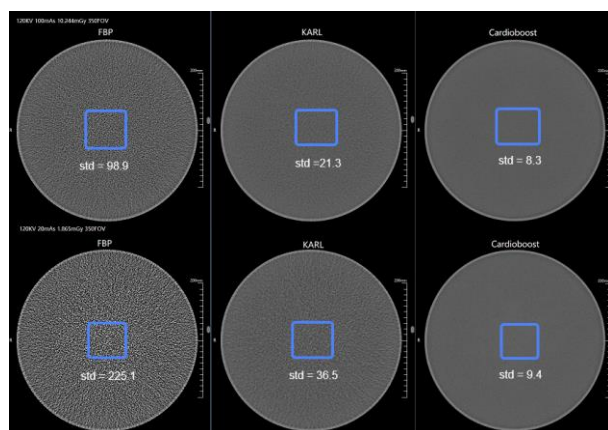 120KV 100mAs 10.244mGy 350FOV
FBP
KARL
Cardioboost
std = 98.9
std =21.3
std = 8.3
120KV 20mAs 1.865mGy 350FOV
FBP
KARL
Cardioboost
std = 225.1
std = 36.5
std = 9.4